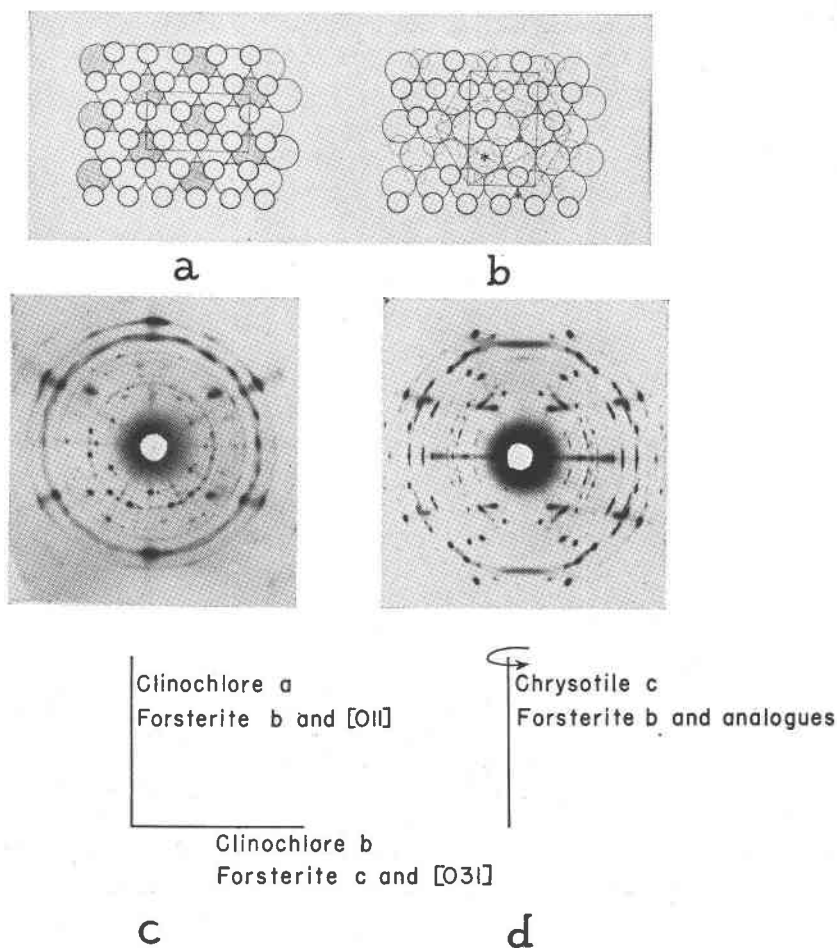 a
b
Clinochlore a
Forsterite b and [011]
Clinochlore b
Forsterite c and [031]
Chrysotile c
Forsterite b and analogues
c
d